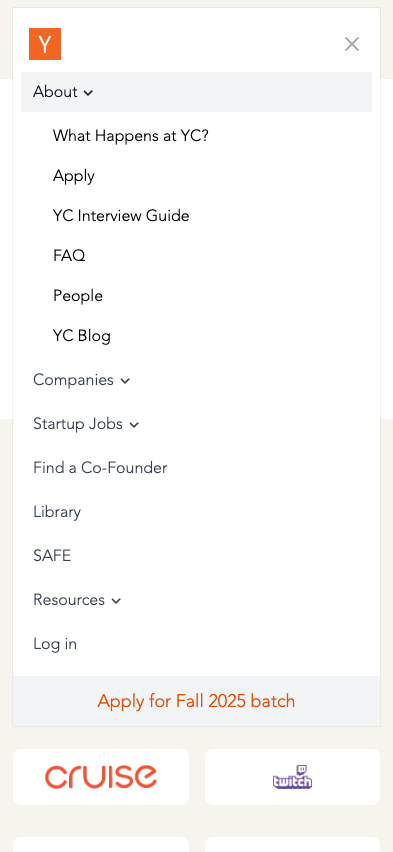 Y
About
What Happens at YC?
Apply
YC Interview Guide
FAQ
People
YC Blog
Companies
Startup Jobs
Find a Co-Founder
Library
SAFE
Resources
Log in
Apply for Fall 2025 batch
cruise
twitch